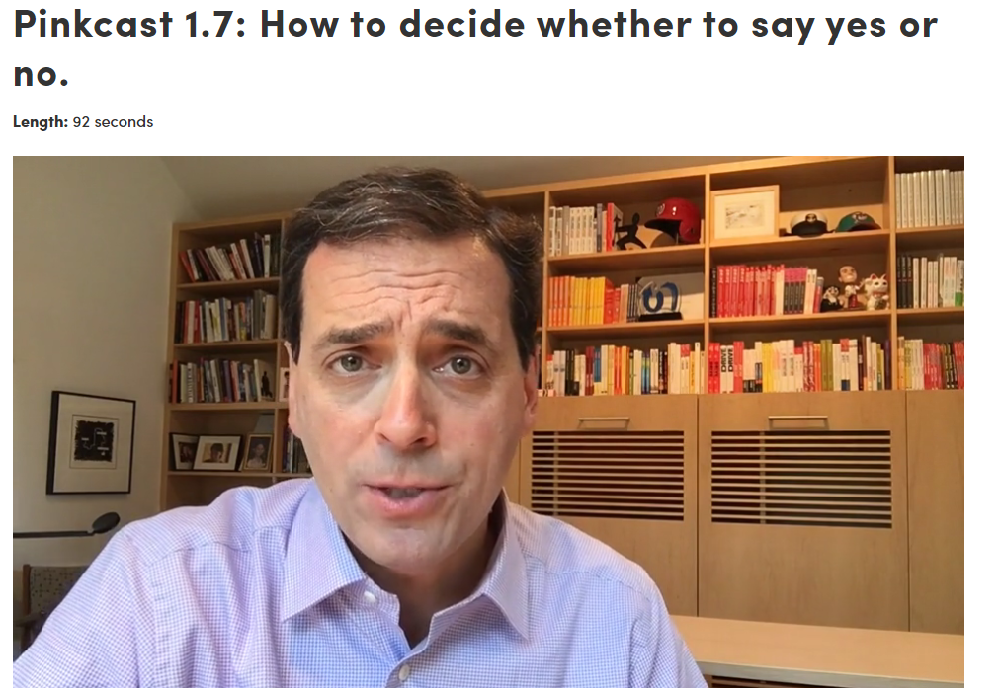 Pinkcast 1.7: How to decide whether to say yes or
no.
Length: 92 seconds